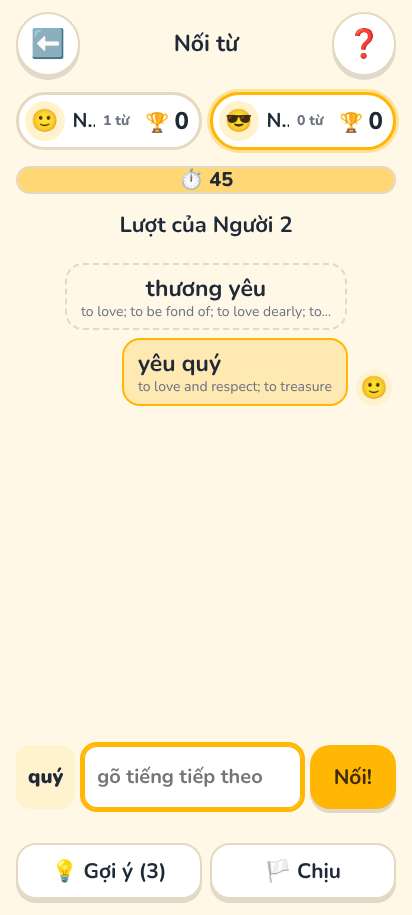 Nối từ
N.. 1 từ 🏆 0
N.. 0 từ 🏆 0
⏱️ 45
Lượt của Người 2
thương yêu
to love; to be fond of; to love dearly; to...
yêu quý
to love and respect; to treasure
quý
gõ tiếng tiếp theo
Nối!
💡 Gợi ý (3)
🏳️ Chịu